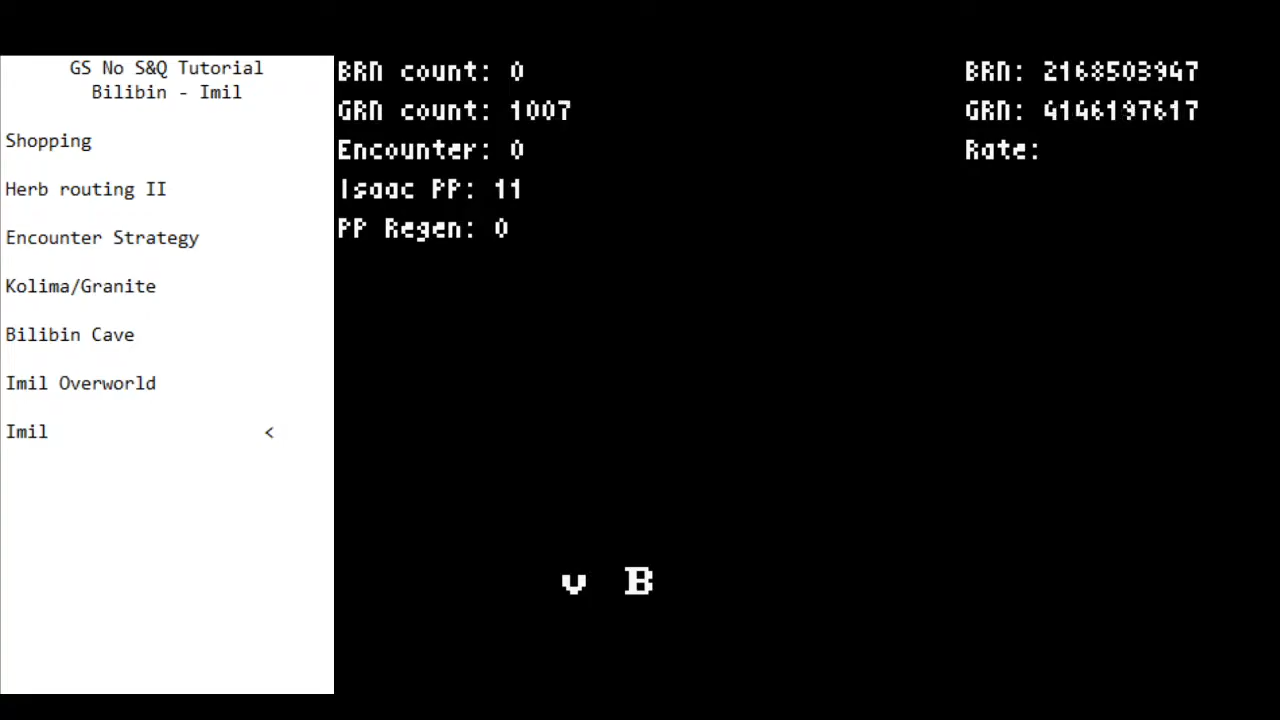 GS No S&Q Tutorial
Bilibin - Imil
Shopping
Herb routing II
Encounter Strategy
Kolima/Granite
Bilibin Cave
Imil Overworld
Imil <
BRN count: 0
GRN count: 1007
Encounter: 0
Isaac PP: 11
PP Regen: 0
BRN: 2168503947
GRN: 4146197617
Rate:
v B